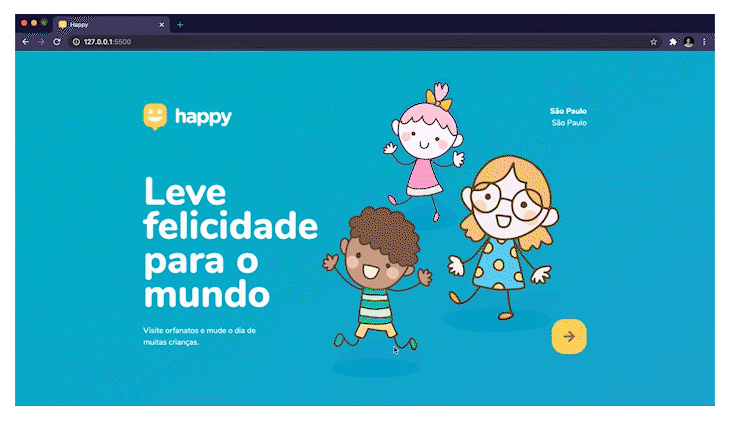 Happy
127.0.0.1:5500
happy
São Paulo
São Paulo
Leve
felicidade
para o
mundo
Visite orfanatos e mude o dia de
muitas crianças.